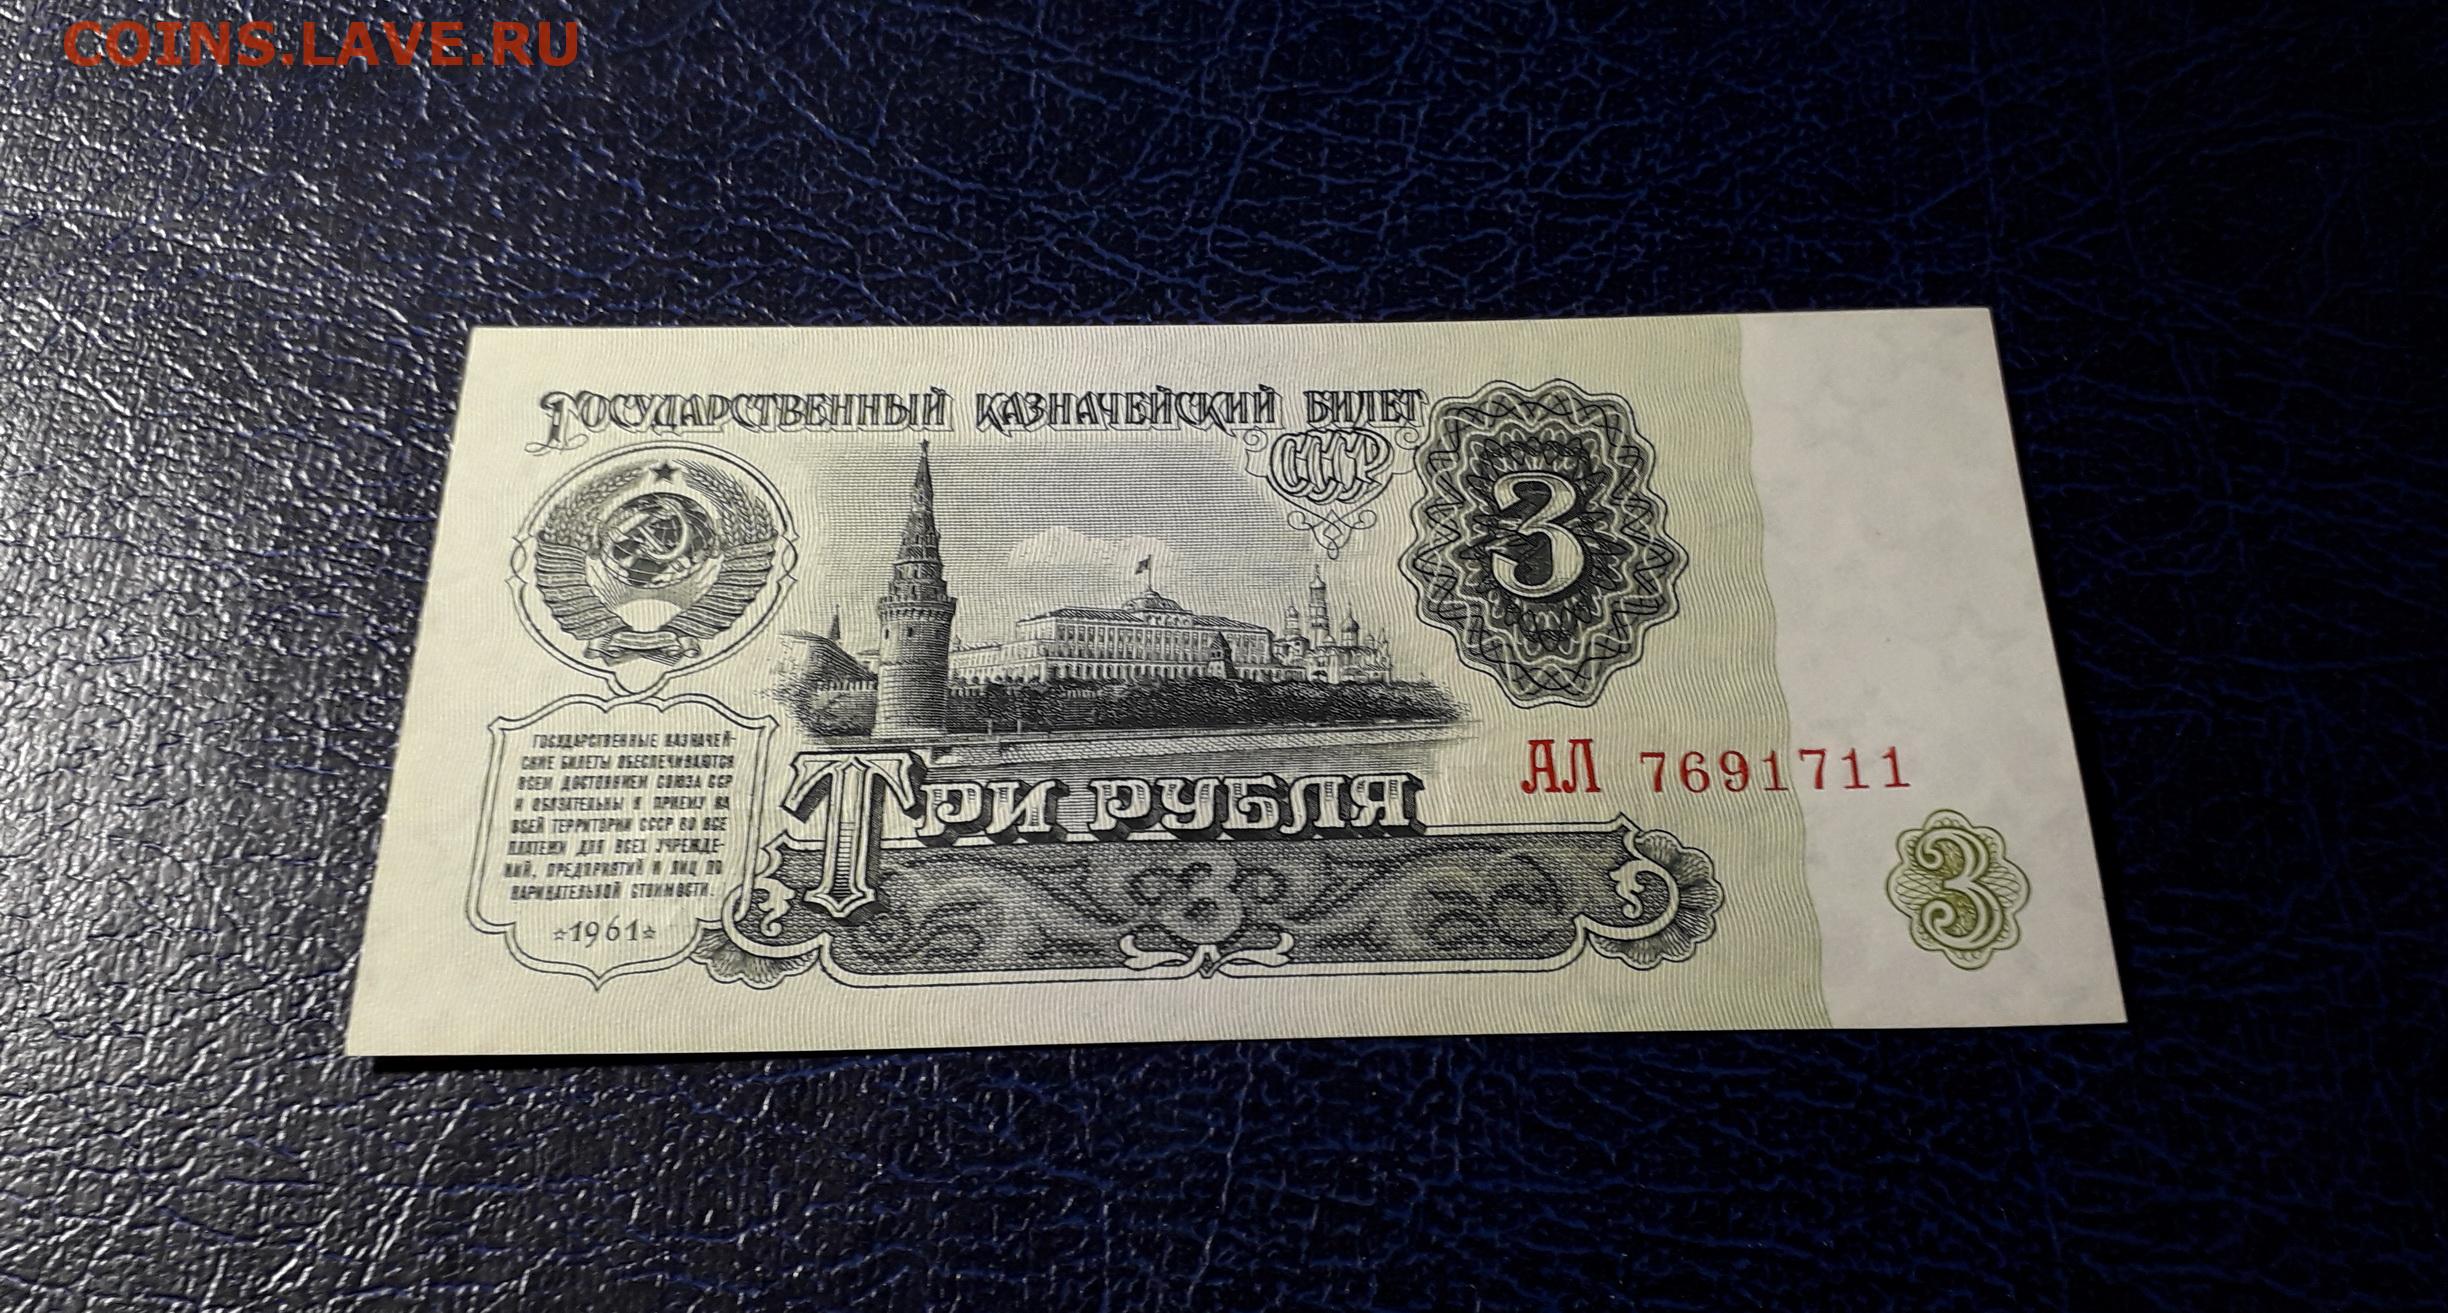 COINS.LAVE.RU
ГОСУДАРСТВЕННЫЙ КАЗНАЧЕЙСКИЙ БИЛЕТ
СССР
3
ГОСУДАРСТВЕННЫЕ КАЗНАЧЕЙ-
СКИЕ БИЛЕТЫ ОБЕСПЕЧИВАЮТСЯ
ВСЕМ ДОСТОЯНИЕМ СОЮЗА ССР
И ОБЯЗАТЕЛЬНЫ К ПРИЕМУ НА
ВСЕЙ ТЕРРИТОРИИ СССР ВО ВСЕ
ПЛАТЕЖИ ДЛЯ ВСЕХ УЧРЕЖДЕ-
НИЙ, ПРЕДПРИЯТИЙ И ЛИЦ ПО
НАРИЦАТЕЛЬНОЙ СТОИМОСТИ.
☆1961☆
ТРИ РУБЛЯ
3
АЛ 7691711
3